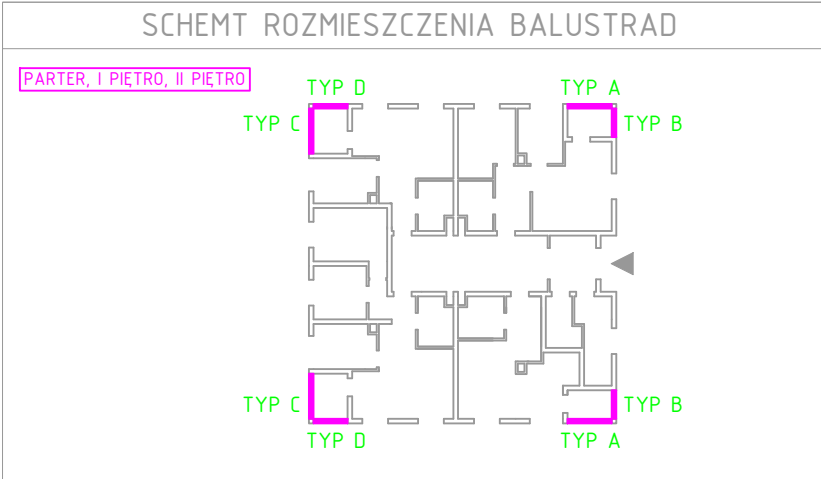 SCHEMT ROZMIESZCZENIA BALUSTRAD
PARTER, I PIĘTRO, II PIĘTRO
TYP D
TYP A
TYP C
TYP B
TYP C
TYP B
TYP D
TYP A